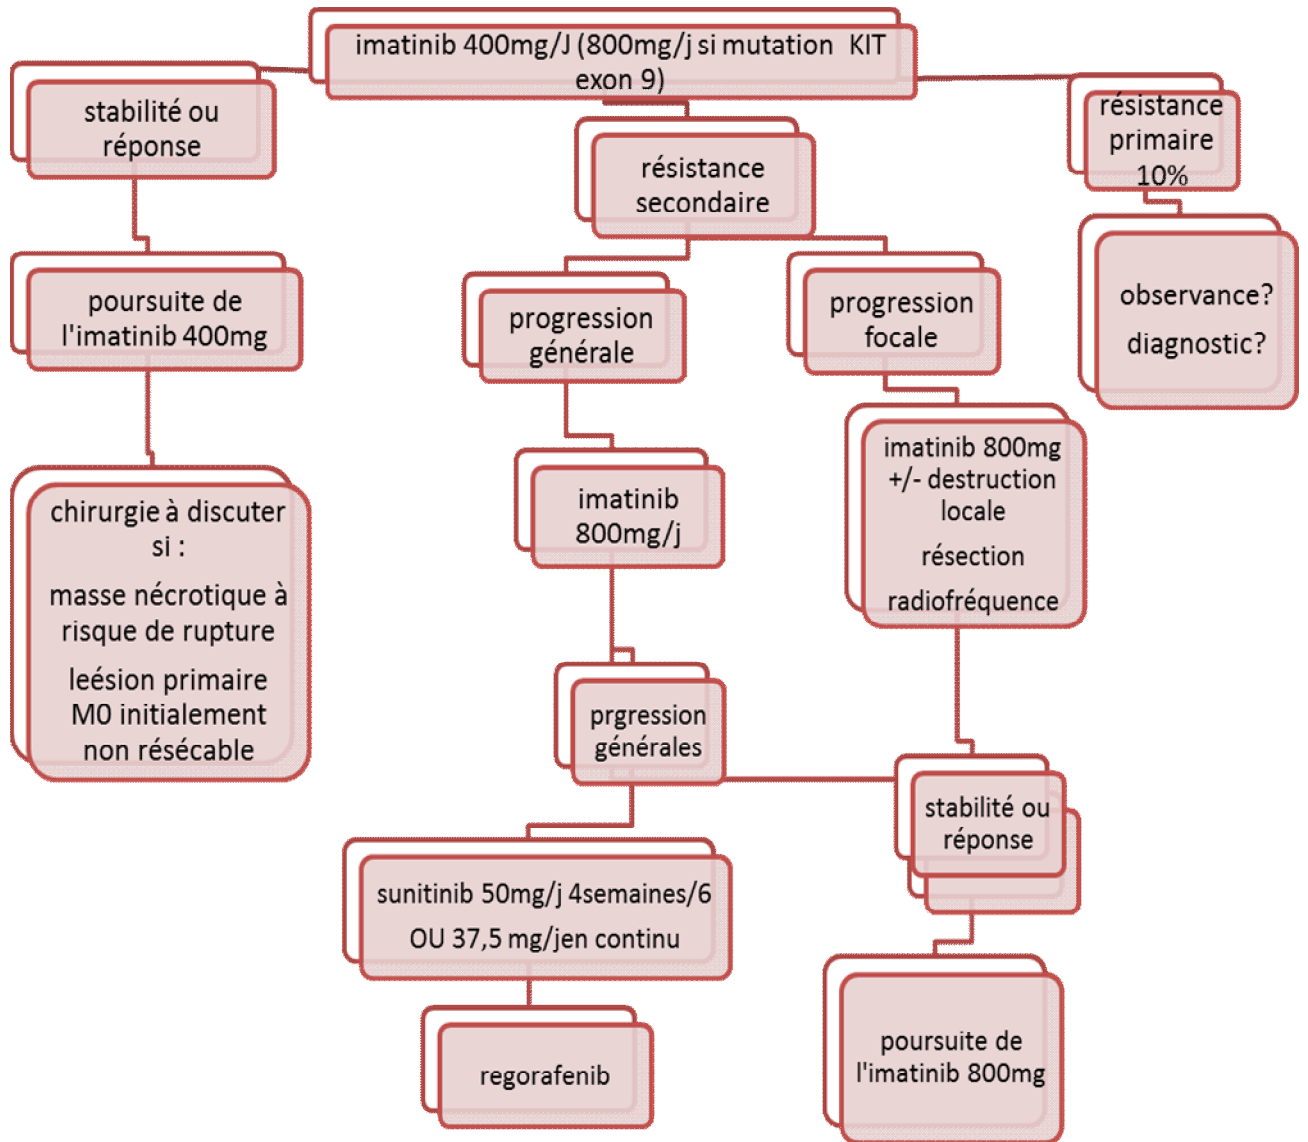 imatinib 400mg/J (800mg/j si mutation KIT
exon 9)
stabilité ou
réponse
résistance
secondaire
résistance
primaire
10%
poursuite de
l'imatinib 400mg
progression
générale
progression
focale
observance?
diagnostic?
chirurgie à discuter
si :
masse nécrotique à
risque de rupture
leésion primaire
M0 initialement
non résécable
imatinib
800mg/j
imatinib 800mg
+/- destruction
locale
résection
radiofréquence
prgression
générales
stabilité ou
réponse
sunitinib 50mg/j 4semaines/6
OU 37,5 mg/jen continu
poursuite de
l'imatinib 800mg
regorafenib